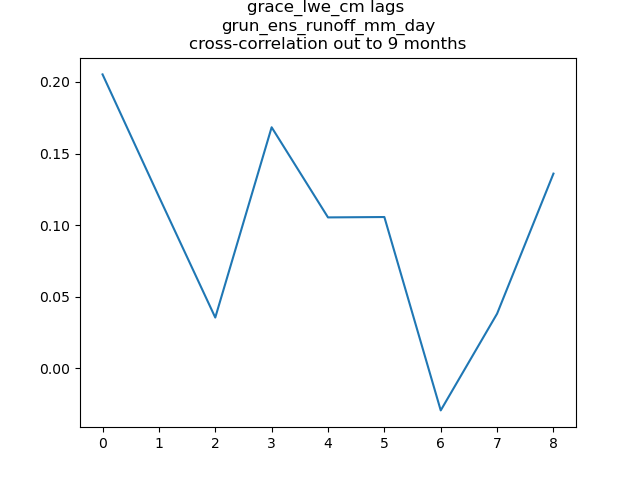 grace_lwe_cm lags
grun_ens_runoff_mm_day
cross-correlation out to 9 months
0.20
0.15
0.10
0.05
0.00
0 1 2 3 4 5 6 7 8